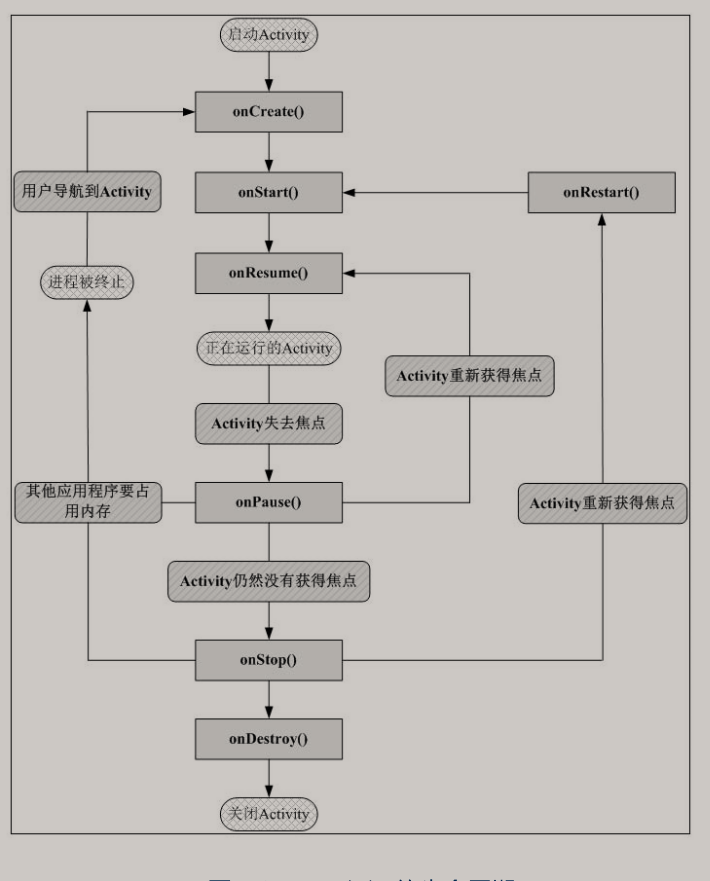 启动Activity
onCreate()
用户导航到Activity
onStart()
onRestart()
onResume()
进程被终止
正在运行的Activity
Activity重新获得焦点
Activity失去焦点
其他应用程序要占
用内存
onPause()
Activity重新获得焦点
Activity仍然没有获得焦点
onStop()
onDestroy()
关闭Activity